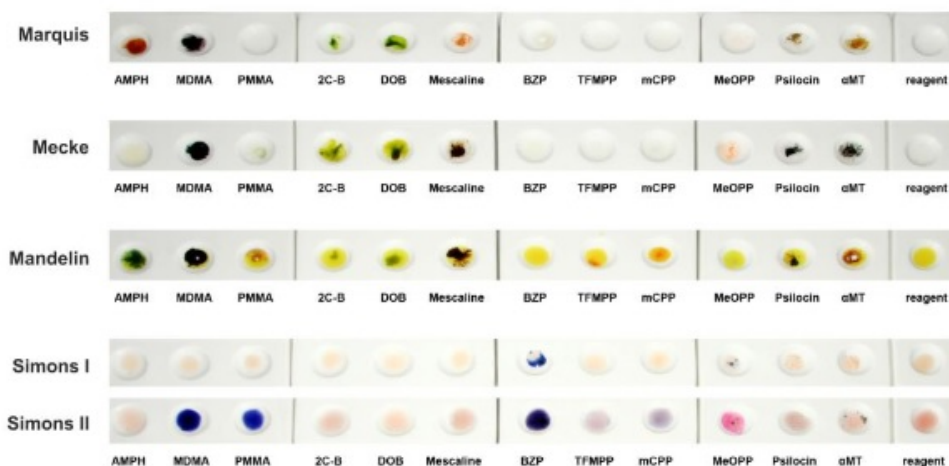 Marquis
AMPH MDMA PMMA 2C-B DOB Mescaline BZP TFMPP mCPP MeOPP Psilocin αMT reagent
Mecke
AMPH MDMA PMMA 2C-B DOB Mescaline BZP TFMPP mCPP MeOPP Psilocin αMT reagent
Mandelin
AMPH MDMA PMMA 2C-B DOB Mescaline BZP TFMPP mCPP MeOPP Psilocin αMT reagent
Simons I
Simons II
AMPH MDMA PMMA 2C-B DOB Mescaline BZP TFMPP mCPP MeOPP Psilocin αMT reagent